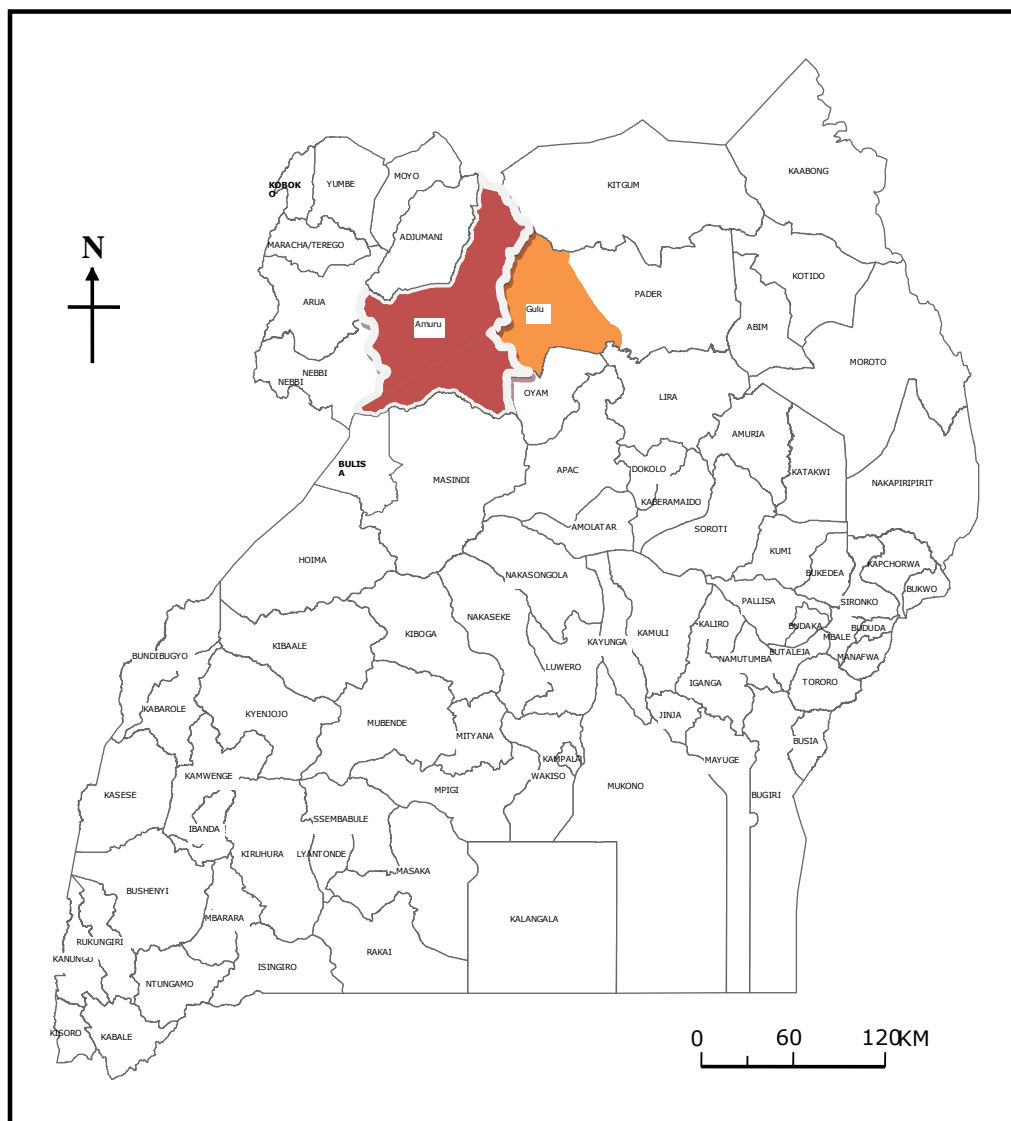 KAABONG
MOYO
KITGUM
KOBOK
O
YUMBE
ADJUMANI
MARACHA/TEREGO
N
KOTIDO
PADER
ARUA
Gulu
Amuru
ABIM
MOROTO
NEBBI
NEBBI
OYAM
LIRA
AMURIA
BULIS
A
MASINDI
APAC
DOKOLO
KATAKWI
NAKAPIRIPIRIT
KABERAMAIDO
AMOLATAR
SOROTI
HOIMA
KUMI
NAKASONGOLA
BUKEDEA
KAPCHORWA
BUKWO
PALLISA
SIRONKO
KIBOGA
NAKASEKE
KALIRO
BUDAKA
BUDUDA
KIBAALE
KAYUNGA
KAMULI
MBALE
BUNDIBUGYO
BUTALEJA
MANAFWA
NAMUTUMBA
LUWERO
IGANGA
TORORO
KABAROLE
KYENJOJO
MUBENDE
JINJA
MITYANA
BUSIA
KAMPALA
MAYUGE
KAMWENGE
WAKISO
KASESE
MPIGI
MUKONO
BUGIRI
SSEMBABULE
IBANDA
KIRUHURA
LYANTONDE
MASAKA
BUSHENYI
MBARARA
KALANGALA
RUKUNGIRI
RAKAI
KANUNGU
ISINGIRO
NTUNGAMO
KISORO
KABALE
0 60 120KM